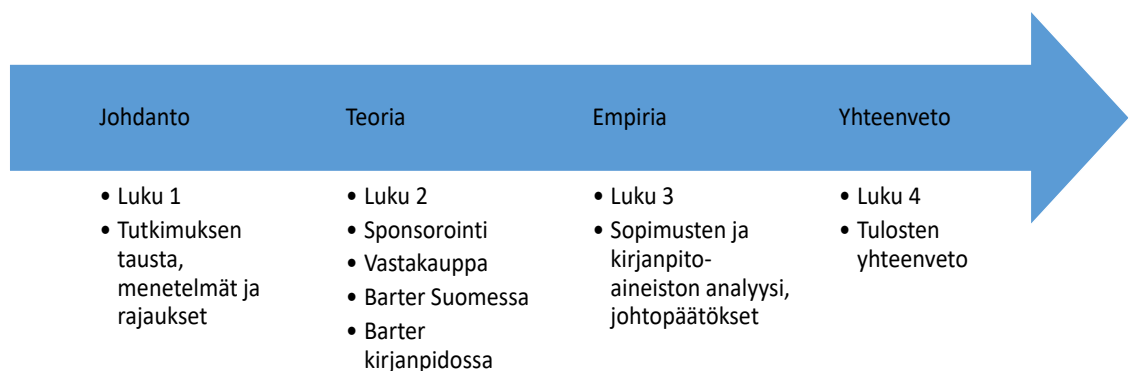 Johdanto
• Luku 1
• Tutkimuksen
tausta,
menetelmät ja
rajaukset
Teoria
• Luku 2
• Sponsorointi
• Vastakauppa
• Barter Suomessa
• Barter
kirjanpidossa
Empiria
• Luku 3
• Sopimusten ja
kirjanpito-
aineiston analyysi,
johtopäätökset
Yhteenveto
• Luku 4
• Tulosten
yhteenveto